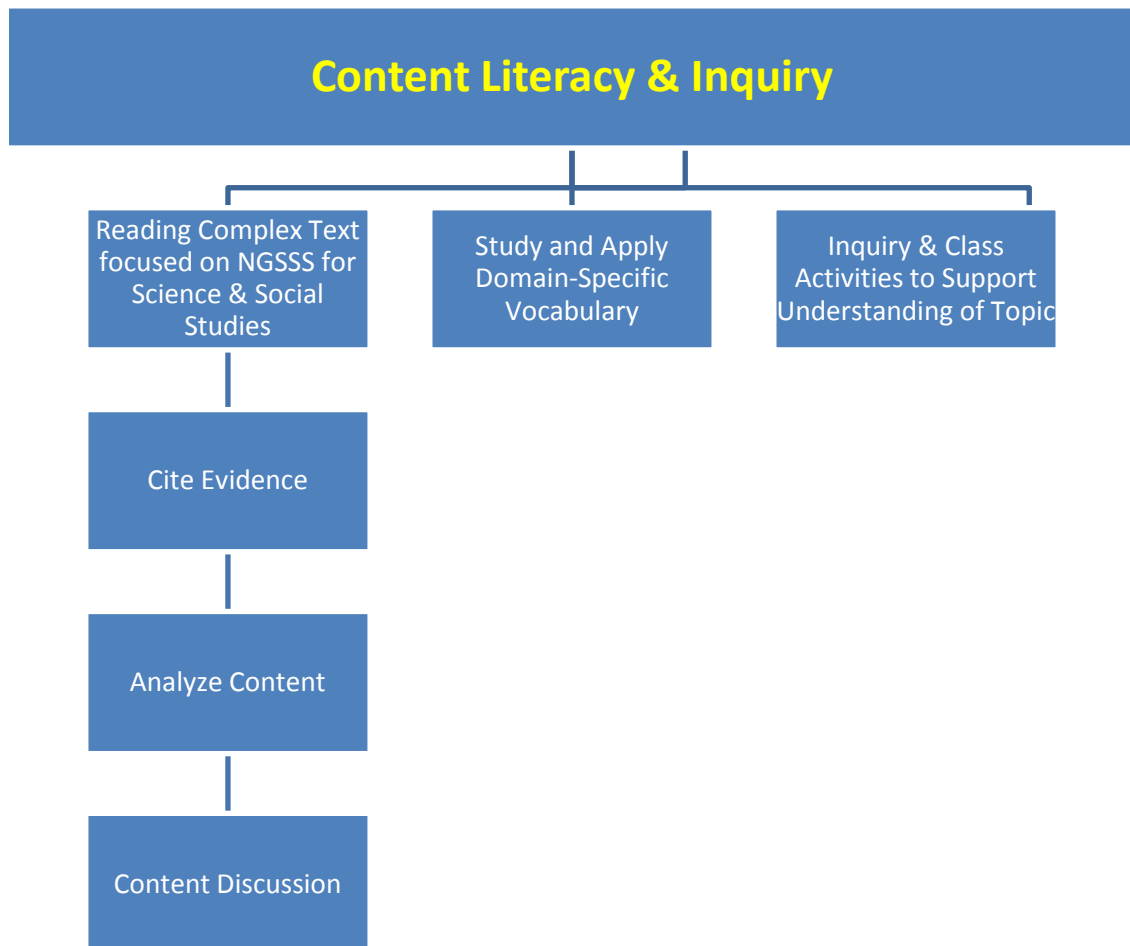 Content Literacy & Inquiry
Reading Complex Text
focused on NGSSS for
Science & Social
Studies
Study and Apply
Domain-Specific
Vocabulary
Inquiry & Class
Activities to Support
Understanding of Topic
Cite Evidence
Analyze Content
Content Discussion